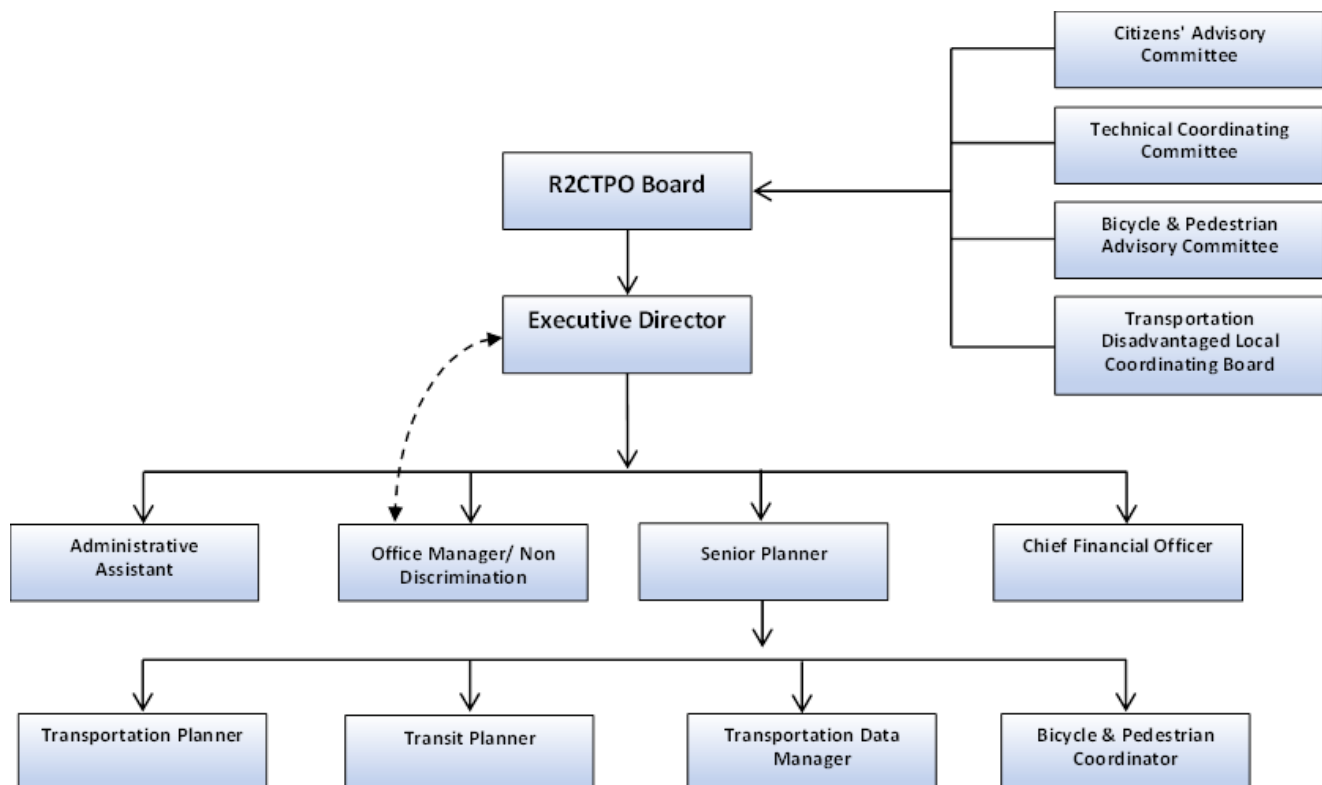 Citizens' Advisory
Committee
Technical Coordinating
Committee
R2CTPO Board
Bicycle & Pedestrian
Advisory Committee
Executive Director
Transportation
Disadvantaged Local
Coordinating Board
Administrative
Assistant
Office Manager/ Non
Discrimination
Senior Planner
Chief Financial Officer
Transportation Planner
Transit Planner
Transportation Data
Manager
Bicycle & Pedestrian
Coordinator